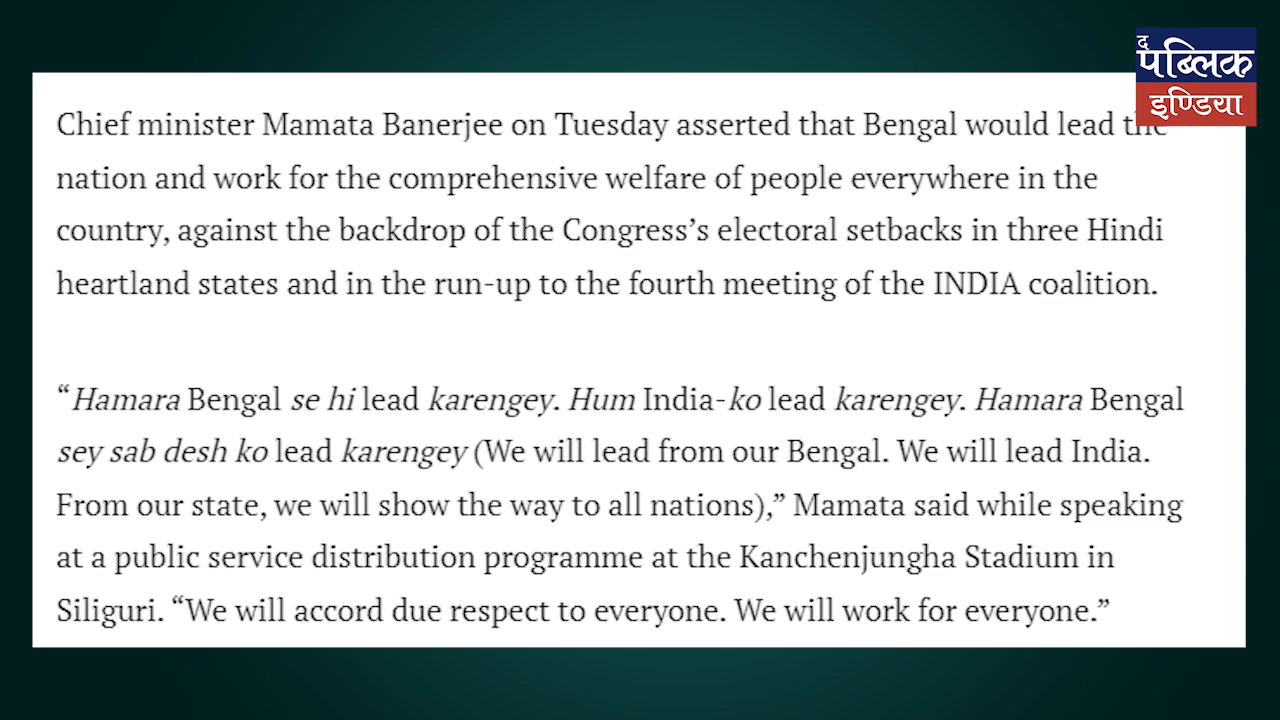 द
पब्लिक
इण्डिया
Chief minister Mamata Banerjee on Tuesday asserted that Bengal would lead the
nation and work for the comprehensive welfare of people everywhere in the
country, against the backdrop of the Congress’s electoral setbacks in three Hindi
heartland states and in the run-up to the fourth meeting of the INDIA coalition.
“Hamara Bengal se hi lead karengey. Hum India-ko lead karengey. Hamara Bengal
sey sab desh ko lead karengey (We will lead from our Bengal. We will lead India.
From our state, we will show the way to all nations),” Mamata said while speaking
at a public service distribution programme at the Kanchenjungha Stadium in
Siliguri. “We will accord due respect to everyone. We will work for everyone.”